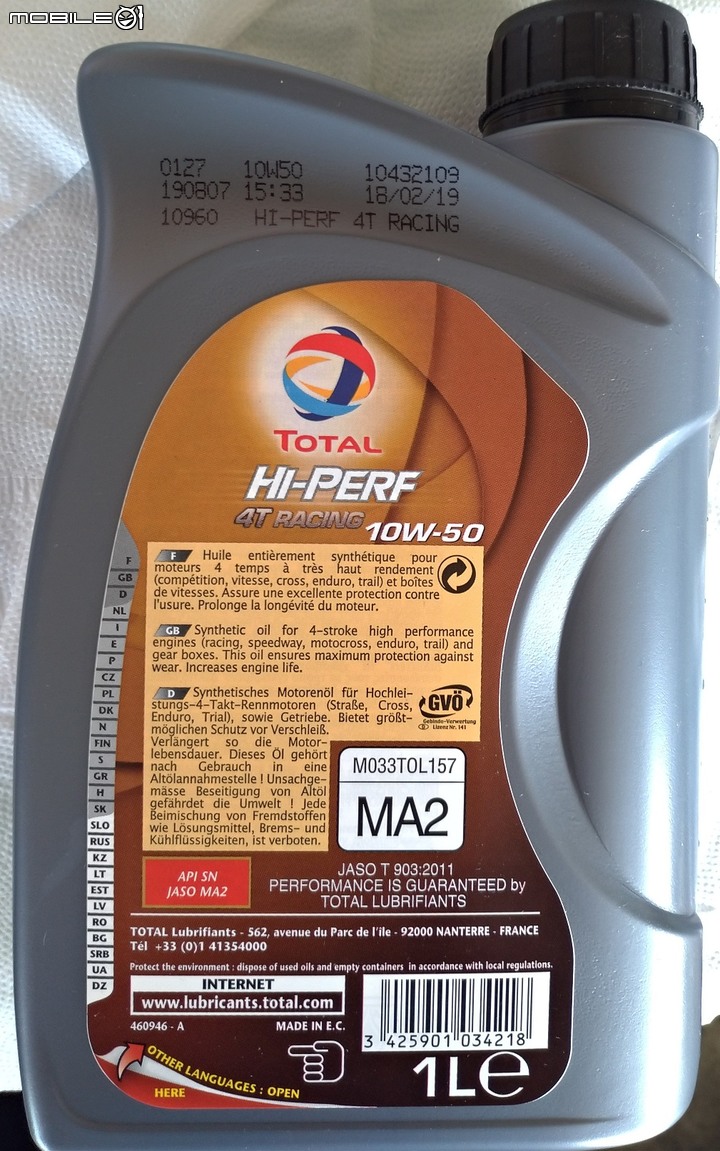 MOBILE01
0127 10W50 10432109
190807 15:33 18/02/19
10960 HI-PERF 4T RACING
TOTAL
HI-PERF
4T RACING 10W-50
F Huile entièrement synthétique pour
moteurs 4 temps à très haut rendement
(compétition, vitesse, cross, enduro, trail) et boîtes
de vitesses. Assure une excellente protection contre
l'usure. Prolonge la longévité du moteur.
GB Synthetic oil for 4-stroke high performance
engines (racing, speedway, motocross, enduro, trail) and
gear boxes. This oil ensures maximum protection against
wear. Increases engine life.
D Synthetisches Motorenöl für Hochlei-
stungs-4-Takt-Rennmotoren (Straße, Cross,
Enduro, Trial), sowie Getriebe. Bietet größt-
möglichen Schutz vor Verschleiß.
Verlängert so die Motor-
lebensdauer. Dieses Öl gehört
nach Gebrauch in eine
Altölannahmestelle ! Unsachge-
mässe Beseitigung von Altöl
gefährdet die Umwelt ! Jede
Beimischung von Fremdstoffen
wie Lösungsmittel, Brems- und
Kühlflüssigkeiten, ist verboten.
GVÖ
Gebinde-Verwertung
Lizenz Nr. 141
M033TOL157
MA2
F
GB
D
NL
I
E
P
CZ
PL
DK
N
FIN
S
GR
H
SK
SLO
RUS
KZ
LT
EST
LV
RO
BG
SRB
UA
DZ
API SN
JASO MA2
JASO T 903:2011
PERFORMANCE IS GUARANTEED by
TOTAL LUBRIFIANTS
TOTAL Lubrifiants - 562, avenue du Parc de l'ile - 92000 NANTERRE - FRANCE
Tél +33 (0)1 41354000
Protect the environment : dispose of used oils and empty containers in accordance with local regulations.
INTERNET
www.lubricants.total.com
460946 - A MADE IN E.C.
3 425901 034218
1L e
OTHER LANGUAGES : OPEN
HERE